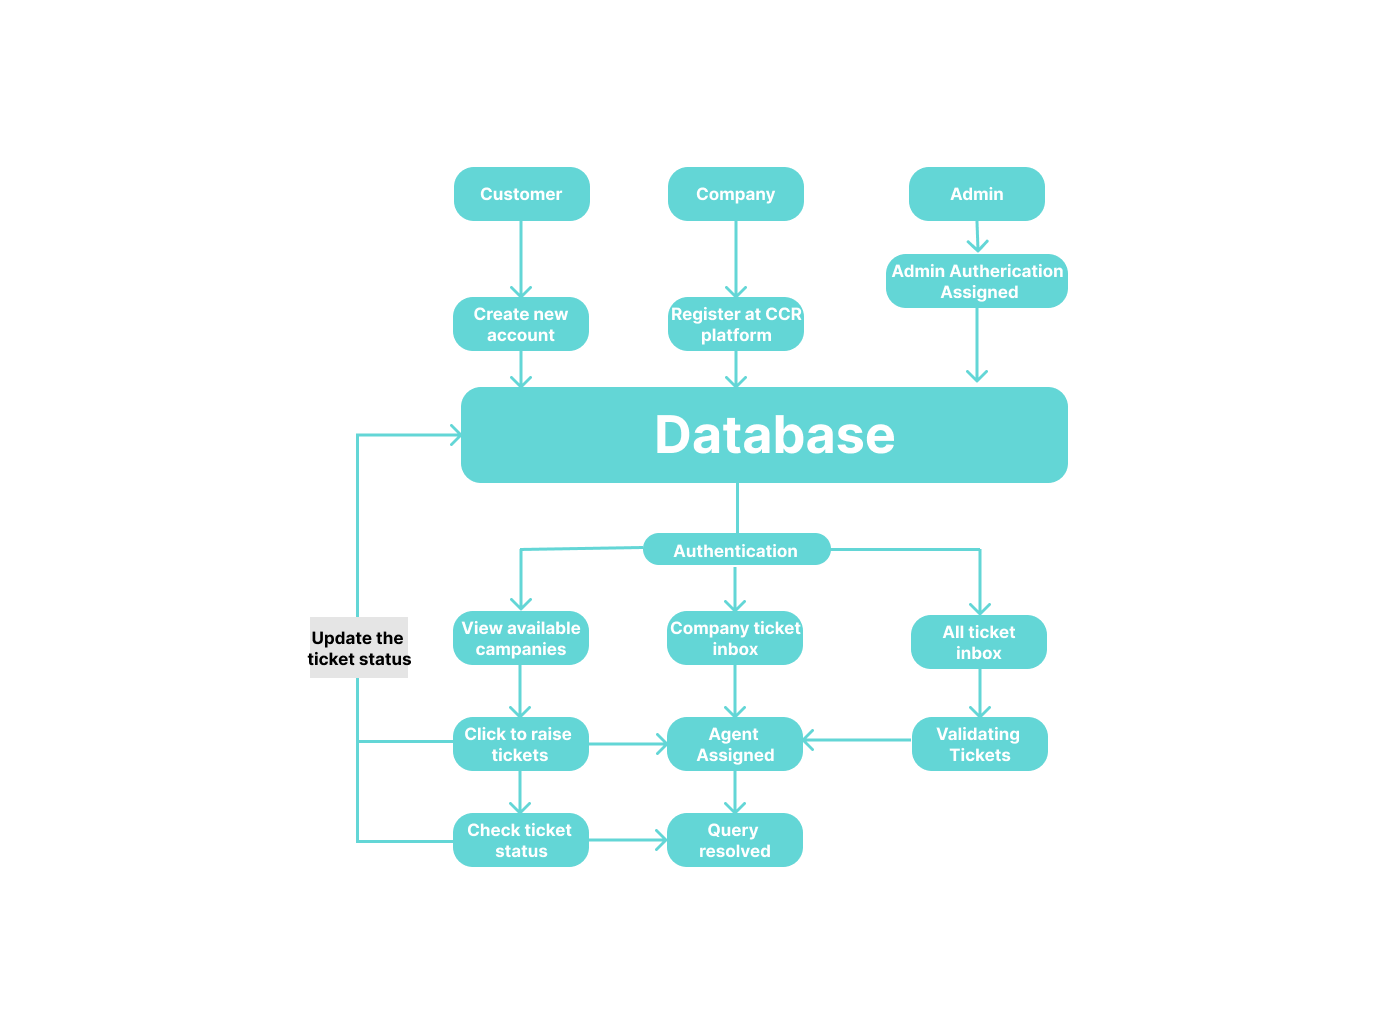 Customer
Company
Admin
Admin Autherication
Assigned
Create new
account
Register at CCR
platform
Database
Authentication
View available
campanies
Company ticket
inbox
All ticket
inbox
Update the
ticket status
Click to raise
tickets
Agent
Assigned
Validating
Tickets
Check ticket
status
Query
resolved